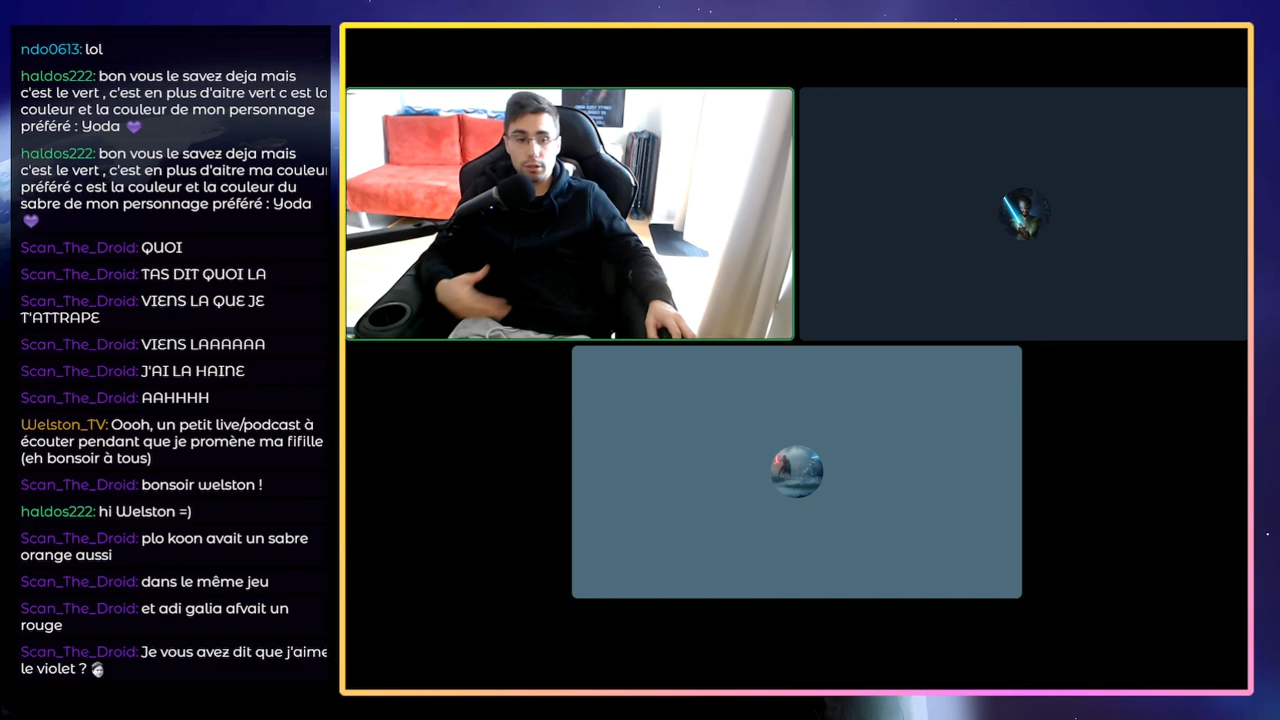 ndo0613: lol
haldos222: bon vous le savez deja mais
c'est le vert , c'est en plus d'aitre vert c est la
couleur et la couleur de mon personnage
préféré : Yoda 💜
haldos222: bon vous le savez deja mais
c'est le vert , c'est en plus d'aitre ma couleur
préféré c est la couleur et la couleur du
sabre de mon personnage préféré : Yoda
💜
Scan_The_Droid: QUOI
Scan_The_Droid: TAS DIT QUOI LA
Scan_The_Droid: VIENS LA QUE JE
T'ATTRAPE
Scan_The_Droid: VIENS LAAAAAA
Scan_The_Droid: J'AI LA HAINE
Scan_The_Droid: AAHHHH
Welston_TV: Oooh, un petit live/podcast à
écouter pendant que je promène ma fifille
(eh bonsoir à tous)
Scan_The_Droid: bonsoir welston !
haldos222: hi Welston =)
Scan_The_Droid: plo koon avait un sabre
orange aussi
Scan_The_Droid: dans le même jeu
Scan_The_Droid: et adi galia afvait un
rouge
Scan_The_Droid: Je vous avez dit que j'aime
le violet ?